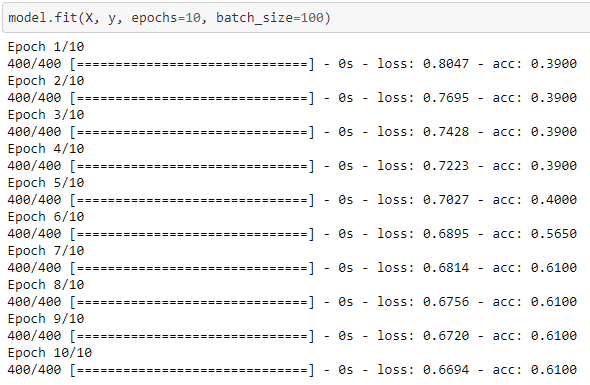 model.fit(X, y, epochs=10, batch_size=100)
Epoch 1/10
400/400 [==============================] - 0s - loss: 0.8047 - acc: 0.3900
Epoch 2/10
400/400 [==============================] - 0s - loss: 0.7695 - acc: 0.3900
Epoch 3/10
400/400 [==============================] - 0s - loss: 0.7428 - acc: 0.3900
Epoch 4/10
400/400 [==============================] - 0s - loss: 0.7223 - acc: 0.3900
Epoch 5/10
400/400 [==============================] - 0s - loss: 0.7027 - acc: 0.4000
Epoch 6/10
400/400 [==============================] - 0s - loss: 0.6895 - acc: 0.5650
Epoch 7/10
400/400 [==============================] - 0s - loss: 0.6814 - acc: 0.6100
Epoch 8/10
400/400 [==============================] - 0s - loss: 0.6756 - acc: 0.6100
Epoch 9/10
400/400 [==============================] - 0s - loss: 0.6720 - acc: 0.6100
Epoch 10/10
400/400 [==============================] - 0s - loss: 0.6694 - acc: 0.6100